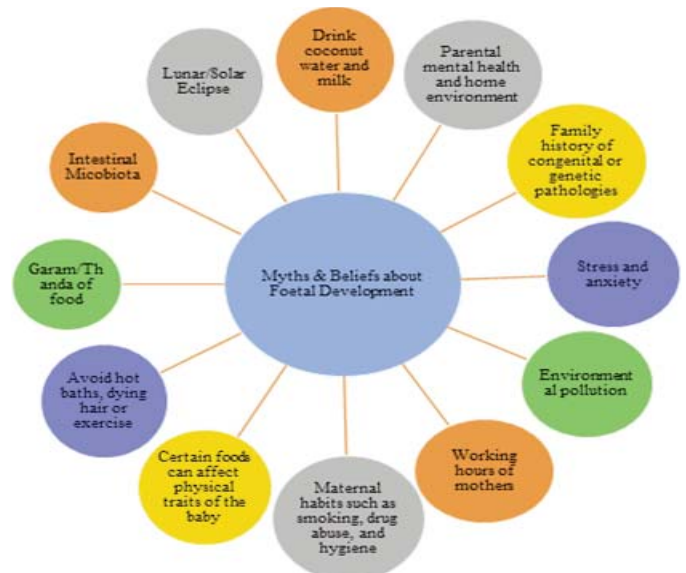 Drink
coconut
water and
milk
Parental
mental health
and home
environment
Family
history of
congenital or
genetic
pathologies
Stress and
anxiety
Environment
al pollution
Working
hours of
mothers
Maternal
habits such as
smoking, drug
abuse, and
hygiene
Certain foods
can affect
physical
traits of the
baby
Avoid hot
baths, dying
hair or
exercise
Garam/Th
anda of
food
Intestinal
Micobiota
Lunar/Solar
Eclipse
Myths & Beliefs about
Foetal Development